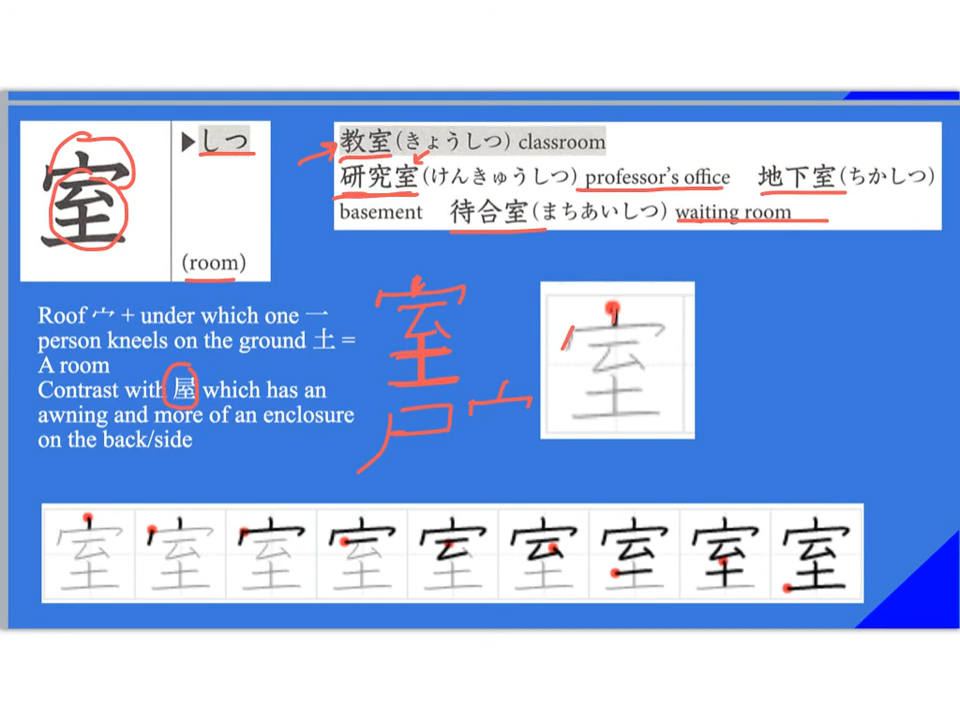 室
▶しつ
(room)
教室(きょうしつ) classroom
研究室(けんきゅうしつ) professor's office 地下室(ちかしつ)
basement 待合室(まちあいしつ) waiting room
Roof 宀 + under which one 一
person kneels on the ground 土 =
A room
Contrast with 屋 which has an
awning and more of an enclosure
on the back/side
室
戸宀
室
室 室 室 室 室 室 室 室 室